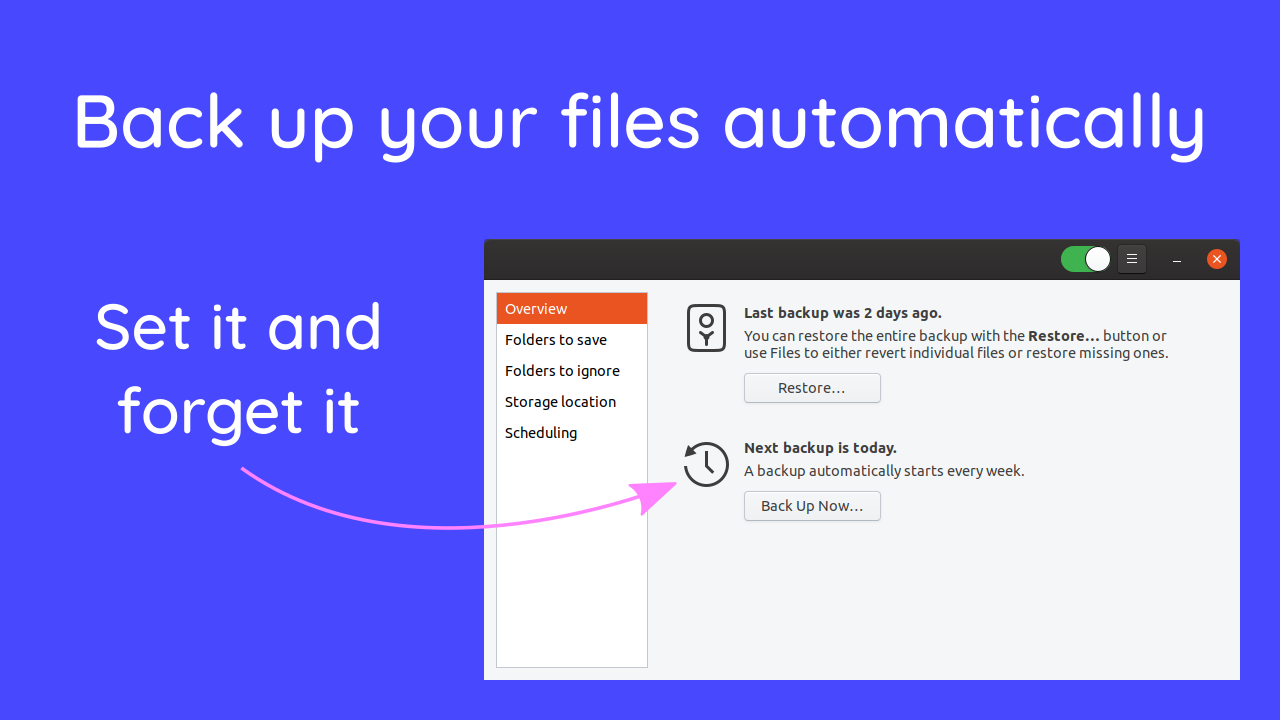 Back up your files automatically
Set it and
forget it
Overview
Folders to save
Folders to ignore
Storage location
Scheduling
Last backup was 2 days ago.
You can restore the entire backup with the Restore… button or
use Files to either revert individual files or restore missing ones.
Restore…
Next backup is today.
A backup automatically starts every week.
Back Up Now…